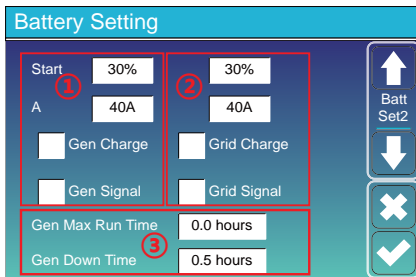 Battery Setting
Start 30% 30%
① ②
A 40A 40A
Batt
Set2
Gen Charge Grid Charge
Gen Signal Grid Signal
Gen Max Run Time 0.0 hours
③
Gen Down Time 0.5 hours